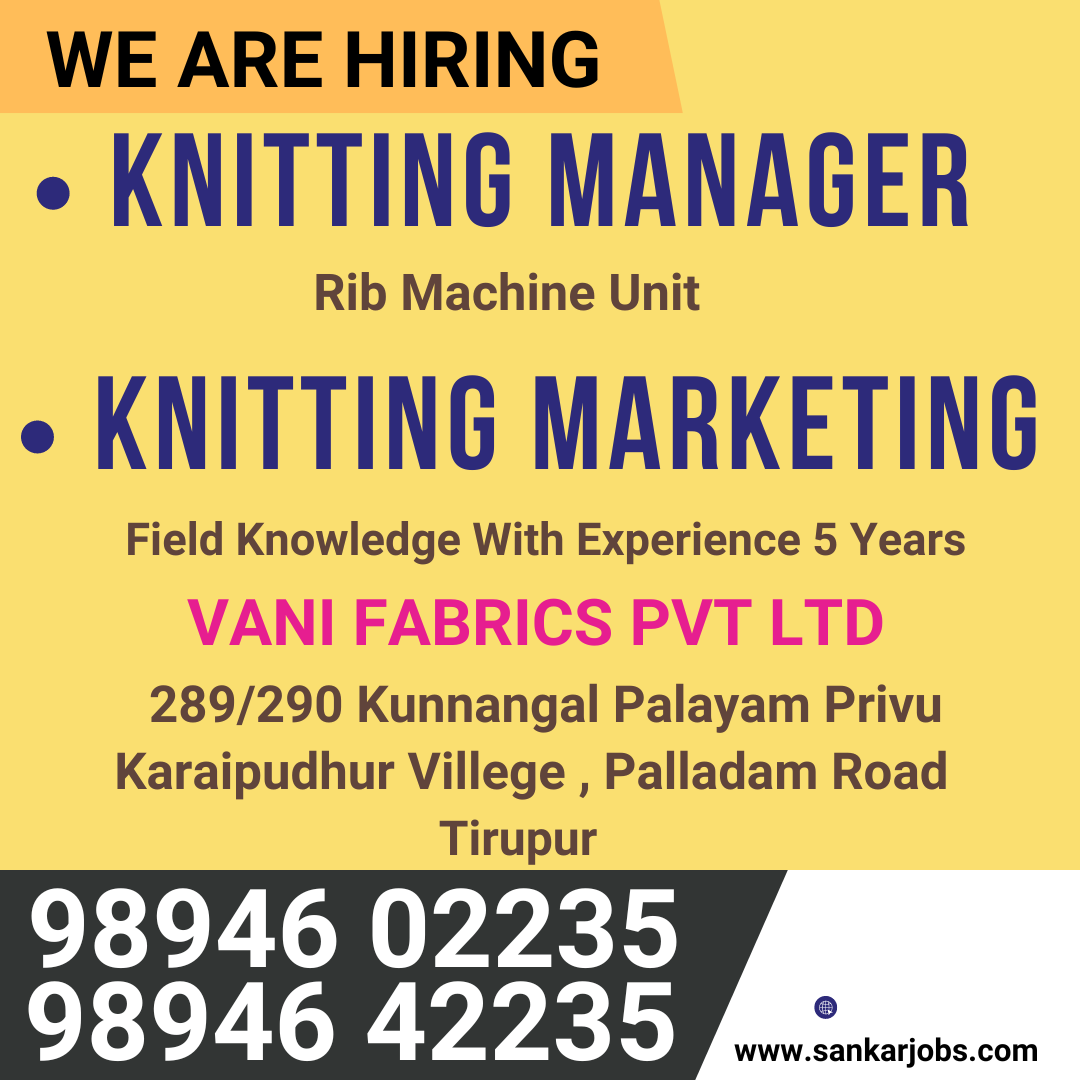 WE ARE HIRING
• KNITTING MANAGER
Rib Machine Unit
• KNITTING MARKETING
Field Knowledge With Experience 5 Years
VANI FABRICS PVT LTD
289/290 Kunnangal Palayam Privu
Karaipudhur Villege , Palladam Road
Tirupur
98946 02235
98946 42235
www.sankarjobs.com